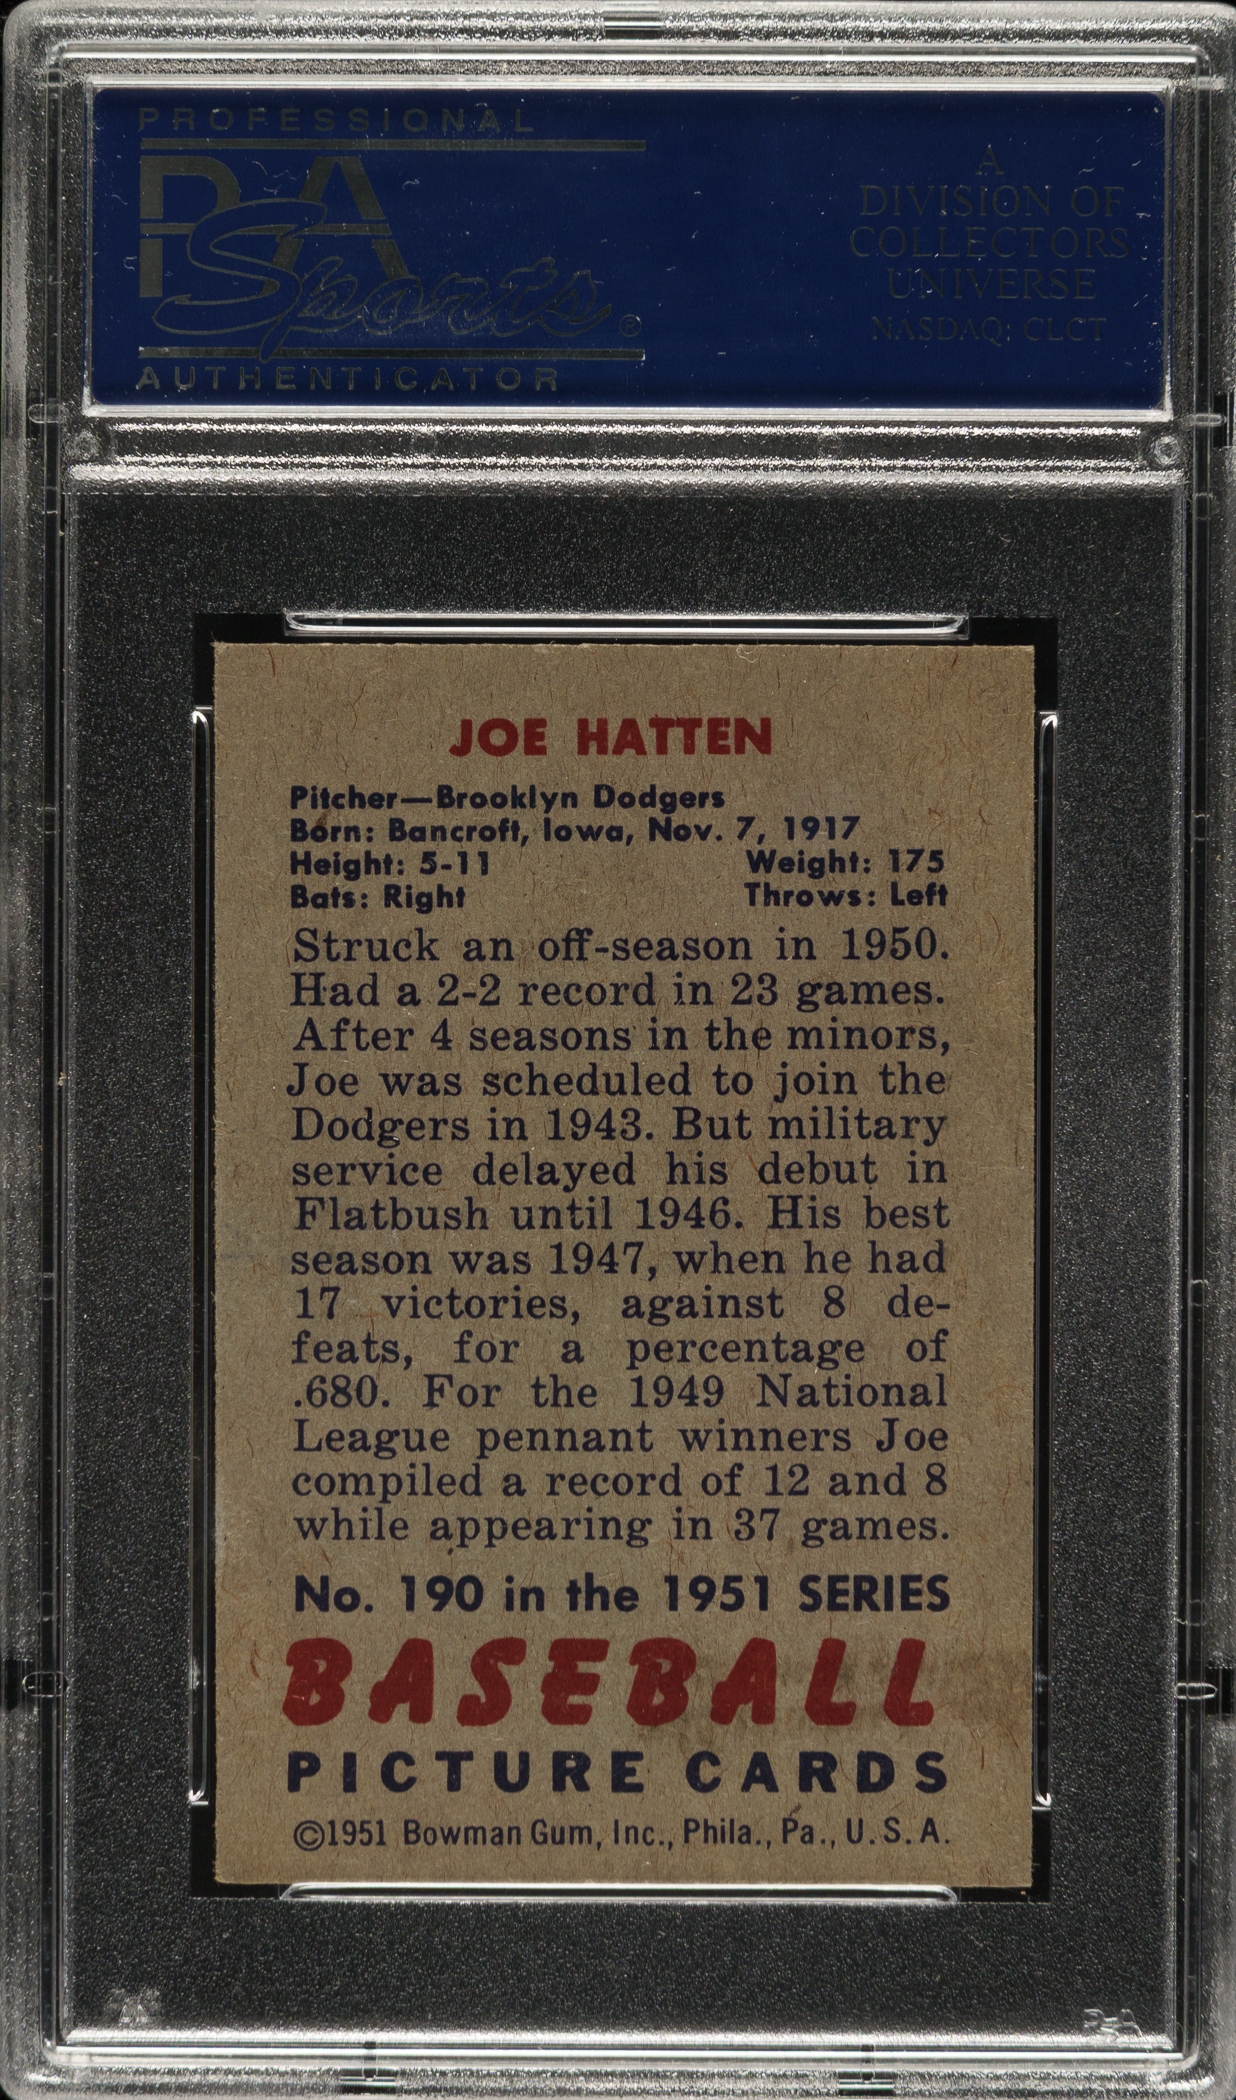 PROFESSIONAL
PSA
Sports®
AUTHENTICATOR
A
DIVISION OF
COLLECTORS
UNIVERSE
NASDAQ: CLCT
JOE HATTEN
Pitcher—Brooklyn Dodgers
Born: Bancroft, Iowa, Nov. 7, 1917
Height: 5-11 Weight: 175
Bats: Right Throws: Left
Struck an off-season in 1950.
Had a 2-2 record in 23 games.
After 4 seasons in the minors,
Joe was scheduled to join the
Dodgers in 1943. But military
service delayed his debut in
Flatbush until 1946. His best
season was 1947, when he had
17 victories, against 8 de-
feats, for a percentage of
.680. For the 1949 National
League pennant winners Joe
compiled a record of 12 and 8
while appearing in 37 games.
No. 190 in the 1951 SERIES
BASEBALL
PICTURE CARDS
©1951 Bowman Gum, Inc., Phila., Pa., U.S.A.
PSA